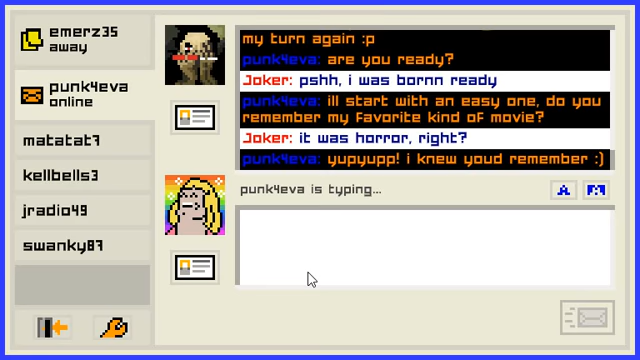 emerz35
away
punk4eva
online
matatat7
kellbells3
jradio49
swanky87
my turn again :p
punk4eva: are you ready?
Joker: pshh, i was bornn ready
punk4eva: ill start with an easy one, do you
remember my favorite kind of movie?
Joker: it was horror, right?
punk4eva: yupyupp! i knew youd remember :)
punk4eva is typing...
A